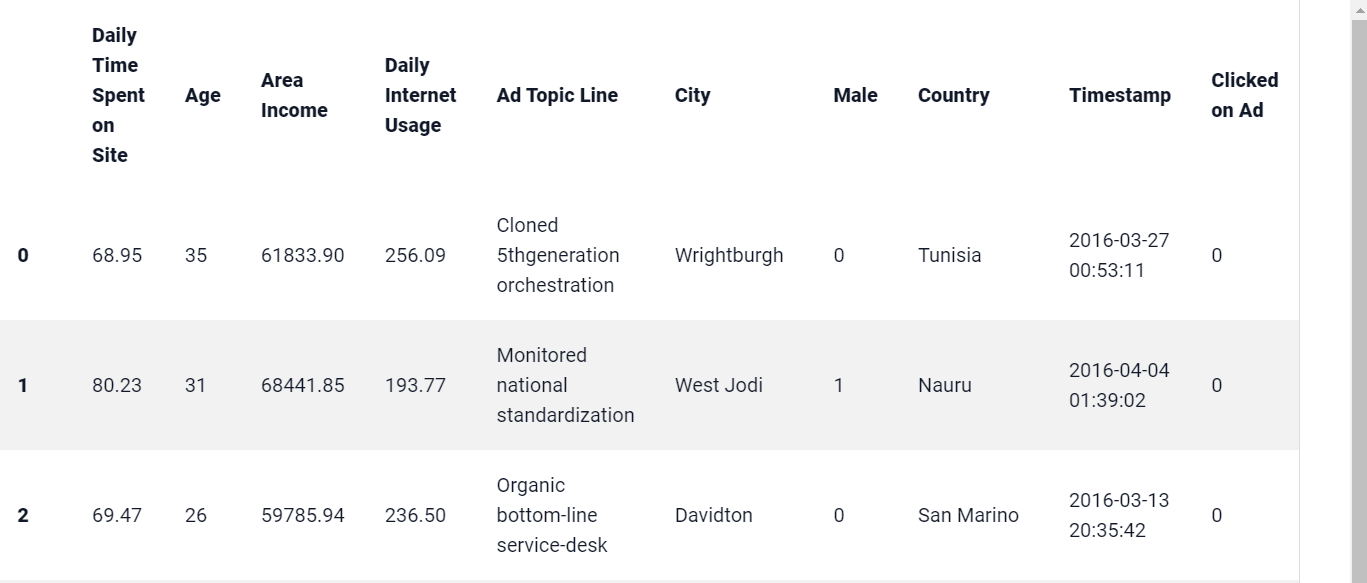 Daily Time Spent on Site Age Area Income Daily Internet Usage Ad Topic Line City Male Country Timestamp Clicked on Ad
0 68.95 35 61833.90 256.09 Cloned 5thgeneration orchestration Wrightburgh 0 Tunisia 2016-03-27 00:53:11 0
1 80.23 31 68441.85 193.77 Monitored national standardization West Jodi 1 Nauru 2016-04-04 01:39:02 0
2 69.47 26 59785.94 236.50 Organic bottom-line service-desk Davidton 0 San Marino 2016-03-13 20:35:42 0